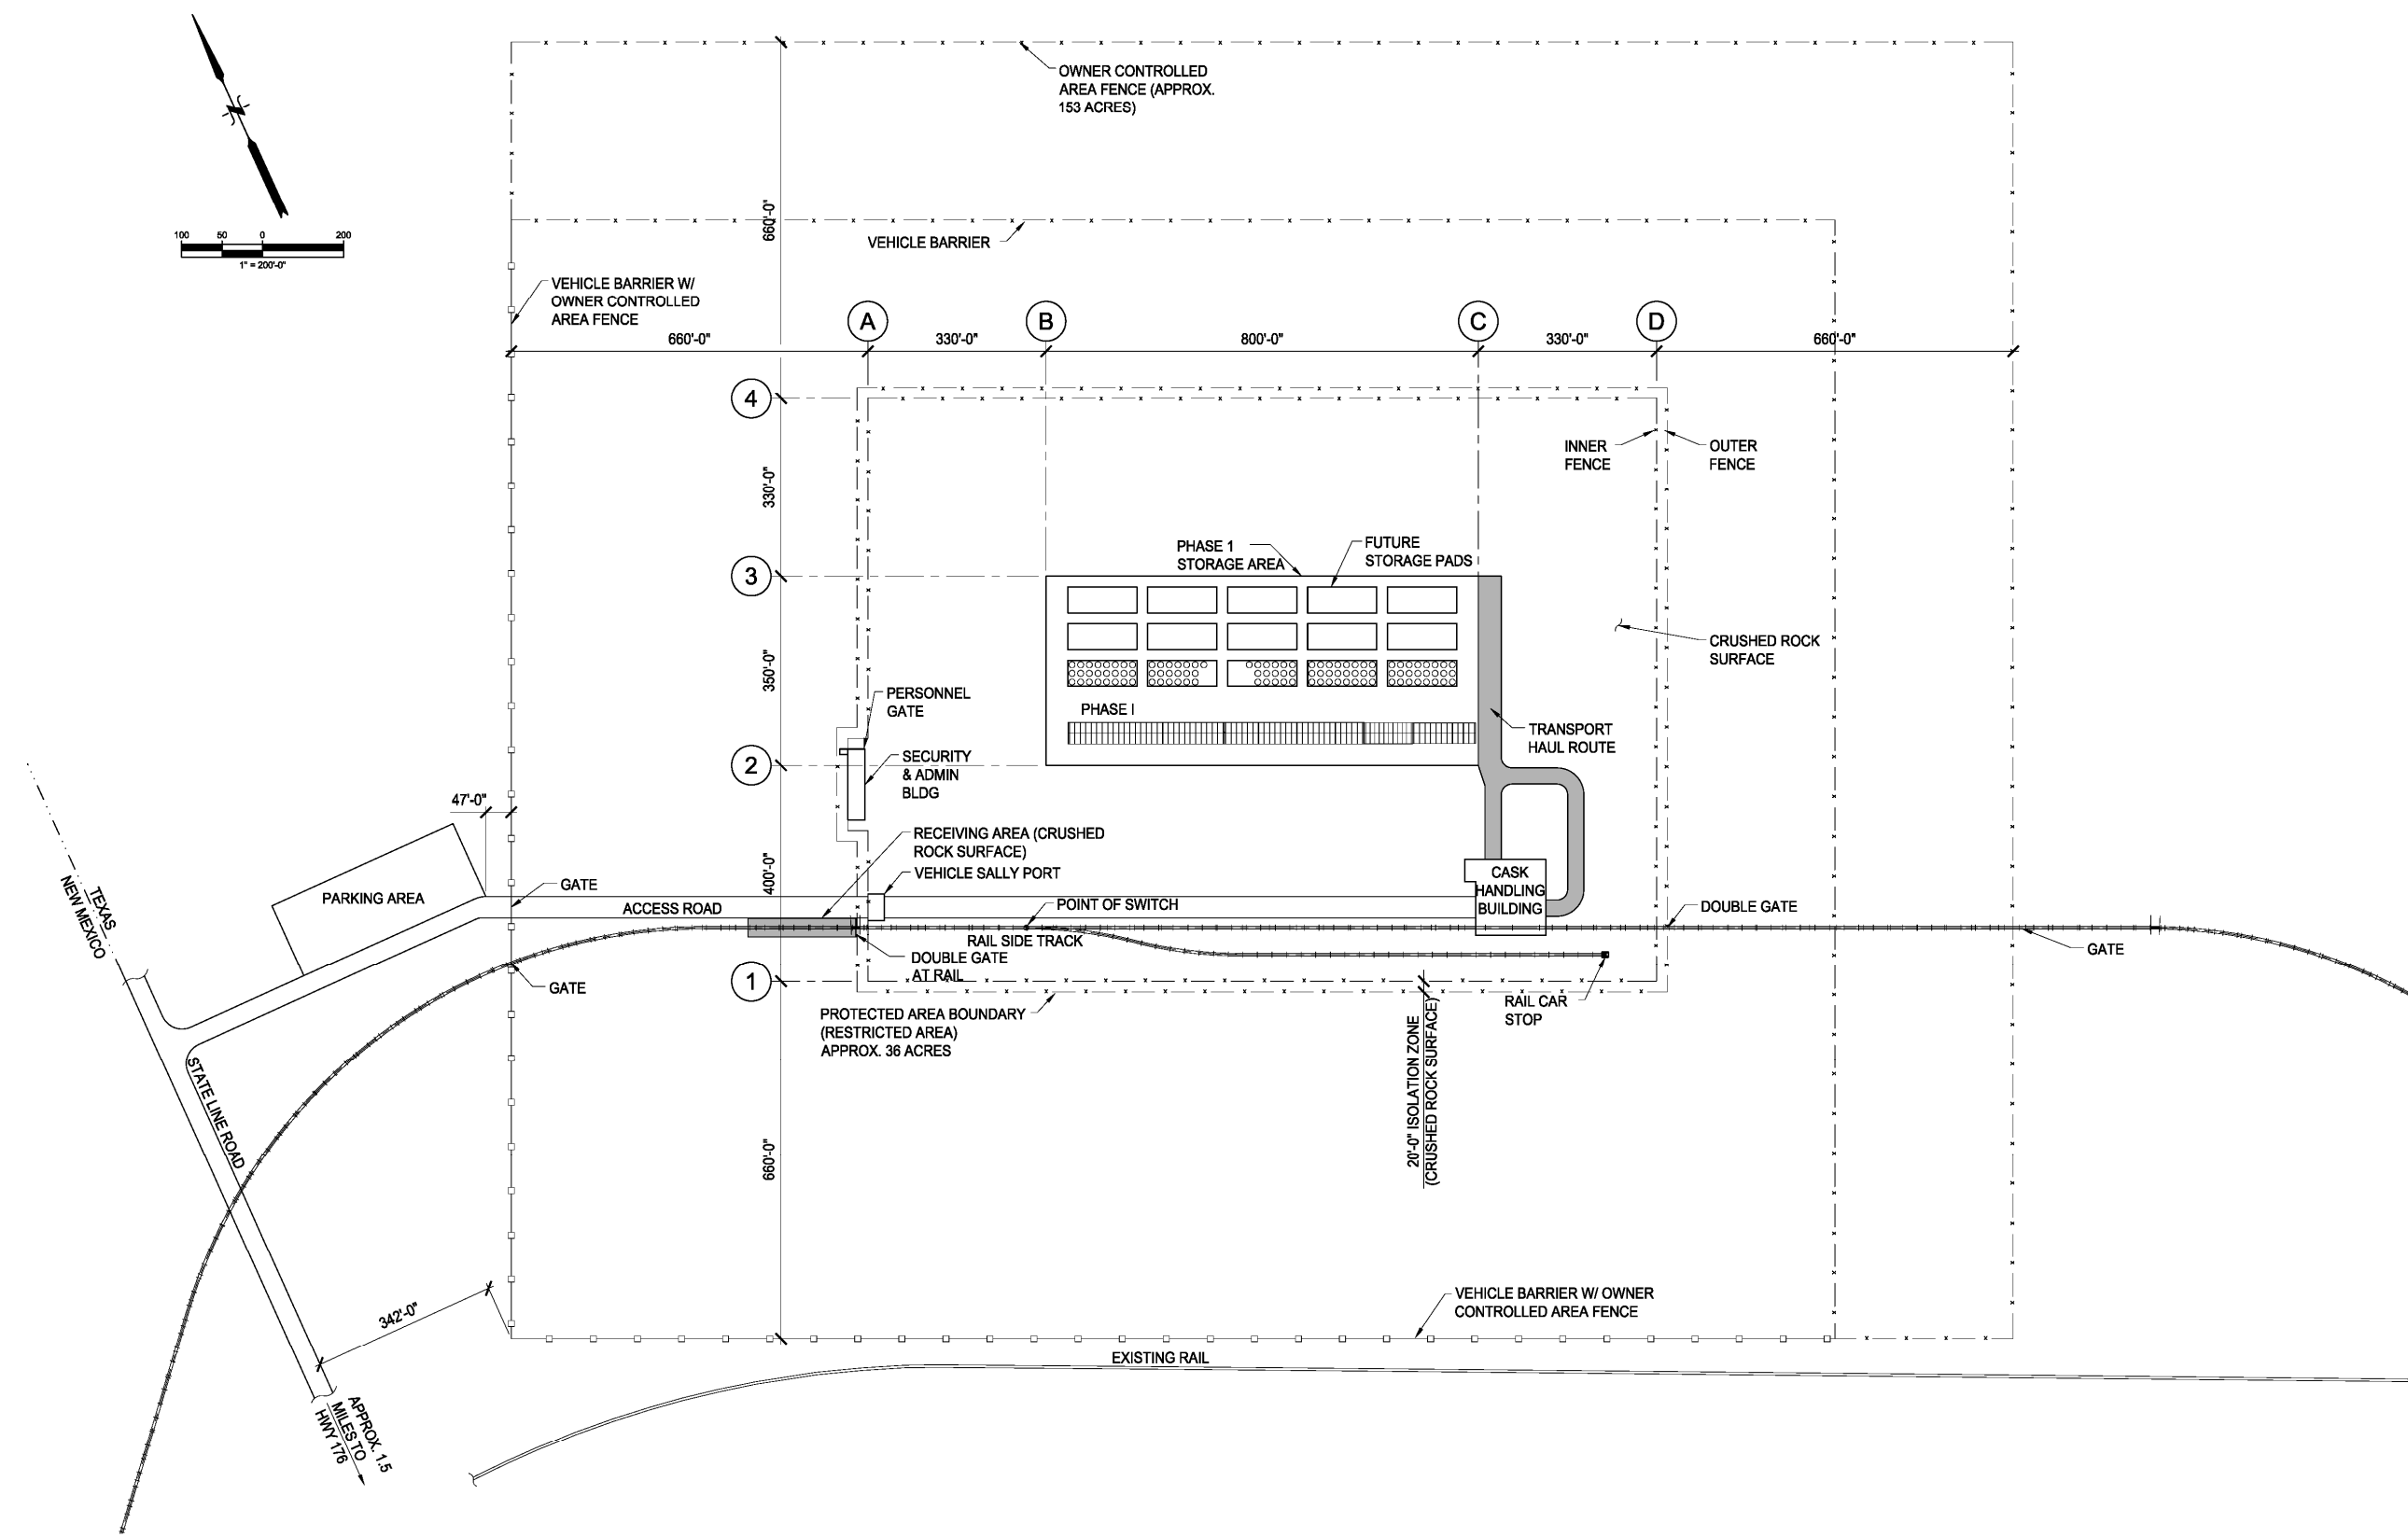 OWNER CONTROLLED
AREA FENCE (APPROX.
153 ACRES)
100 50 0 200
1" = 200'-0"
660'-0"
VEHICLE BARRIER
VEHICLE BARRIER W/
OWNER CONTROLLED
AREA FENCE
A B C D
660'-0" 330'-0" 800'-0" 330'-0" 660'-0"
4
INNER
FENCE
OUTER
FENCE
330'-0"
PHASE 1
STORAGE AREA
FUTURE
STORAGE PADS
3
CRUSHED ROCK
SURFACE
350'-0"
PERSONNEL
GATE
PHASE I
TRANSPORT
HAUL ROUTE
2
SECURITY
& ADMIN
BLDG
47'-0"
RECEIVING AREA (CRUSHED
ROCK SURFACE)
400'-0"
VEHICLE SALLY PORT
CASK
HANDLING
BUILDING
GATE
PARKING AREA
ACCESS ROAD
POINT OF SWITCH
DOUBLE GATE
TEXAS
NEW MEXICO
RAIL SIDE TRACK
GATE
DOUBLE GATE
AT RAIL
1
GATE
RAIL CAR
STOP
PROTECTED AREA BOUNDARY
(RESTRICTED AREA)
APPROX. 36 ACRES
20'-0" ISOLATION ZONE
(CRUSHED ROCK SURFACE)
STATE LINE ROAD
660'-0"
342'-0"
VEHICLE BARRIER W/ OWNER
CONTROLLED AREA FENCE
EXISTING RAIL
APPROX. 1.5
MILES TO
HWY 176